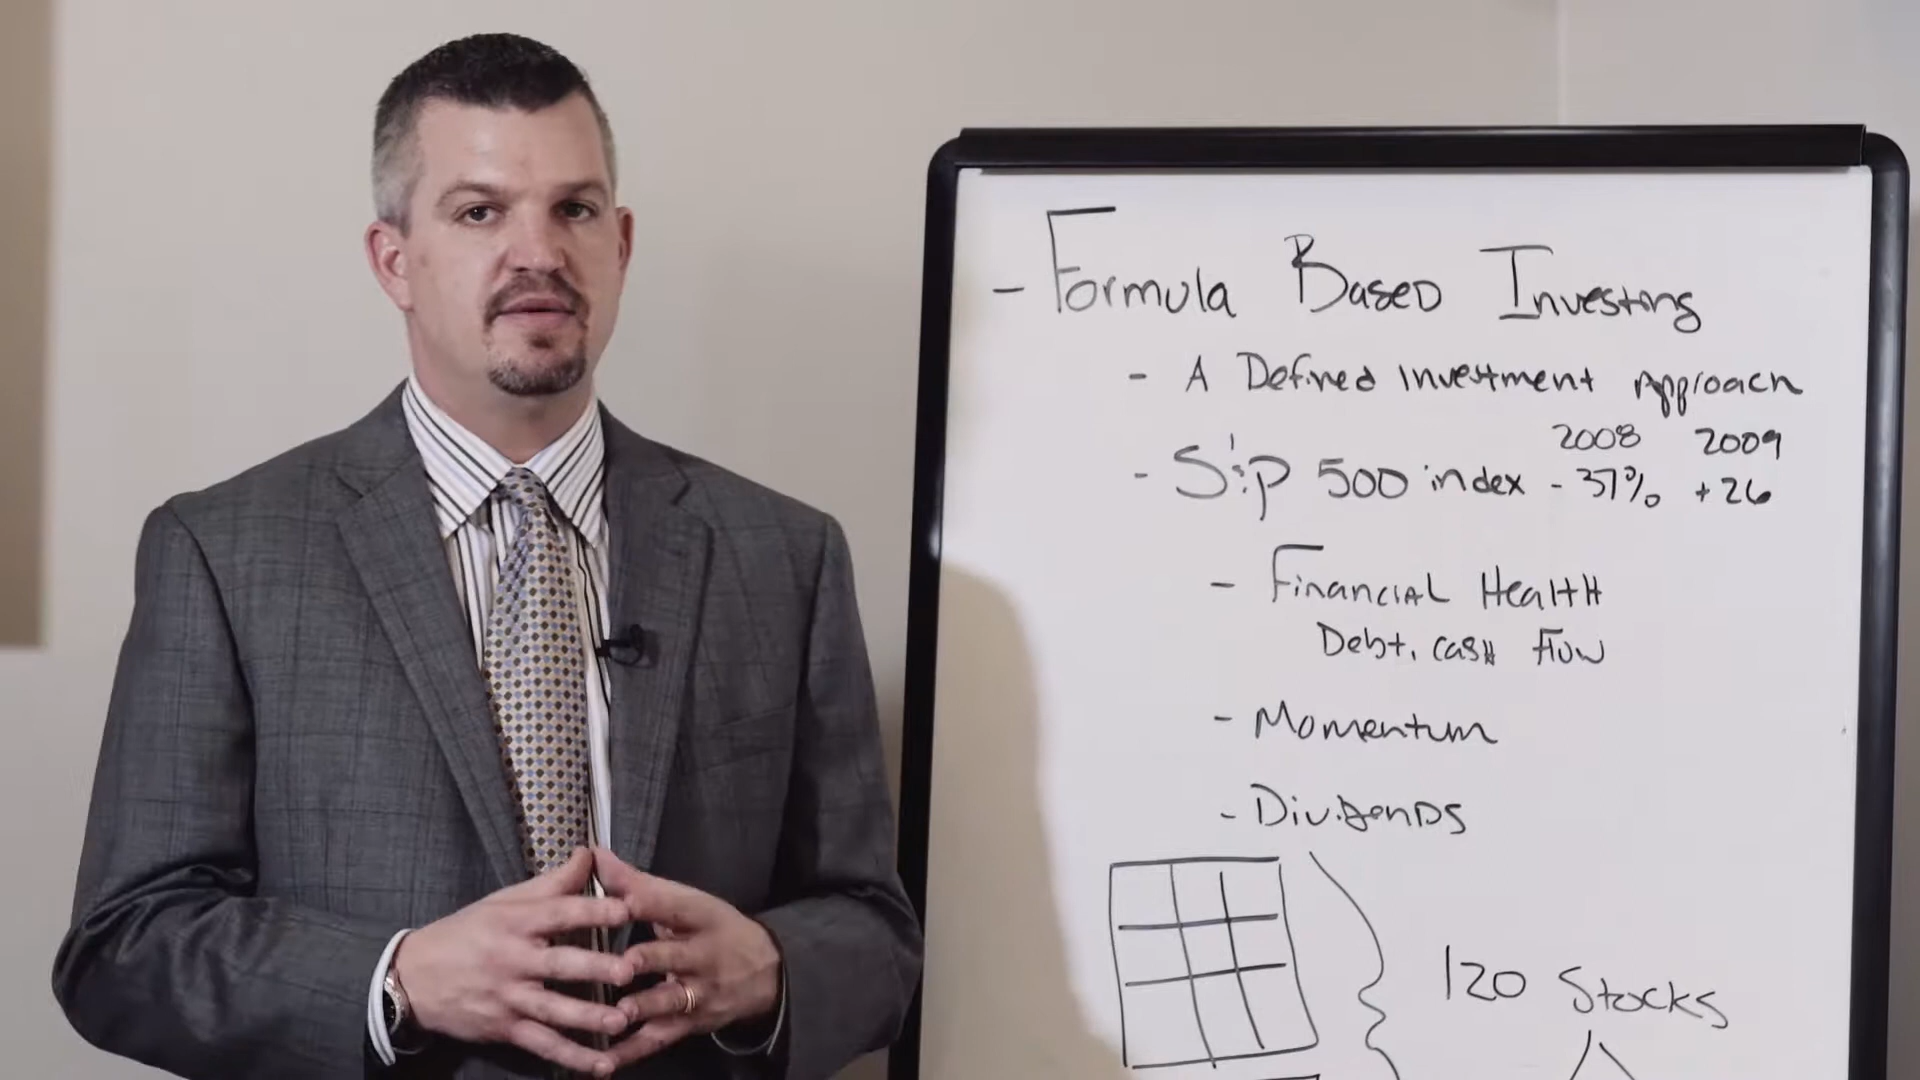 - Formula Based Investing
- A Defined Investment Approach
2008 2009
- S&P 500 index - 37% + 26
- Financial Health
Debt, cash flow
- Momentum
- Dividends
120 Stocks